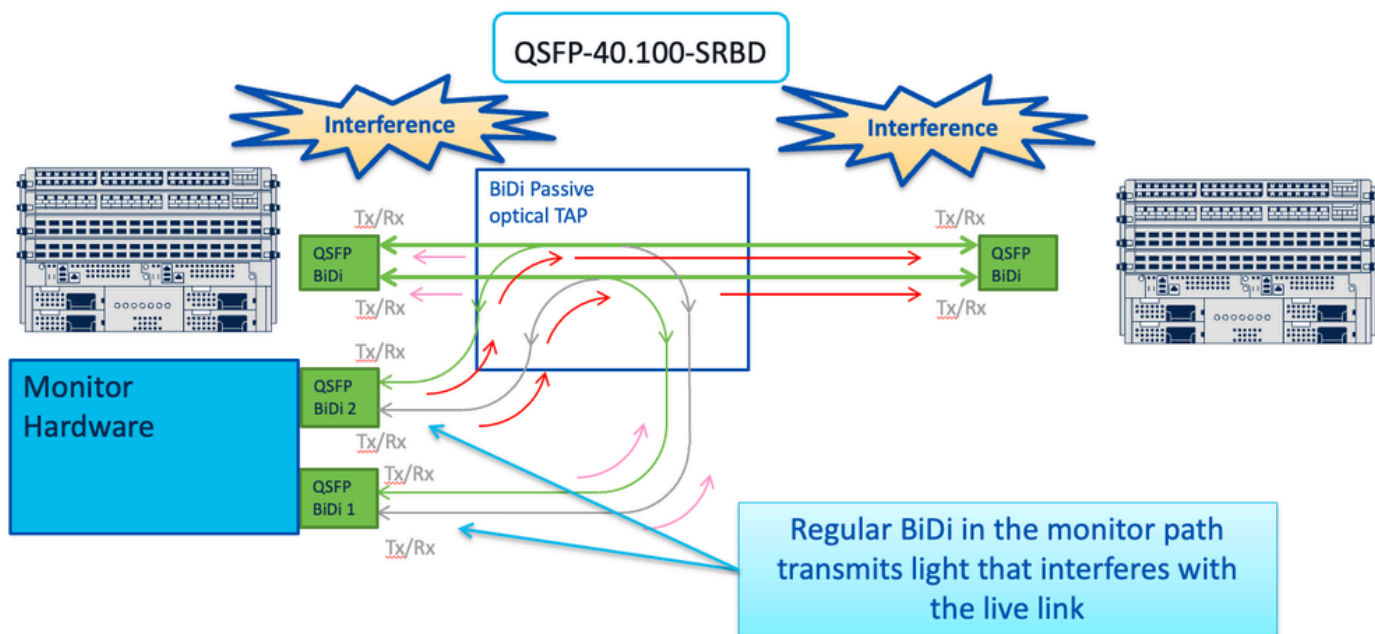 QSFP-40.100-SRBD
Interference
Interference
BiDi Passive
optical TAP
Tx/Rx
Tx/Rx
QSFP
BiDi
QSFP
BiDi
Tx/Rx
Tx/Rx
Tx/Rx
Monitor
Hardware
QSFP
BiDi 2
Tx/Rx
Tx/Rx
QSFP
BiDi 1
Tx/Rx
Regular BiDi in the monitor path
transmits light that interferes with
the live link